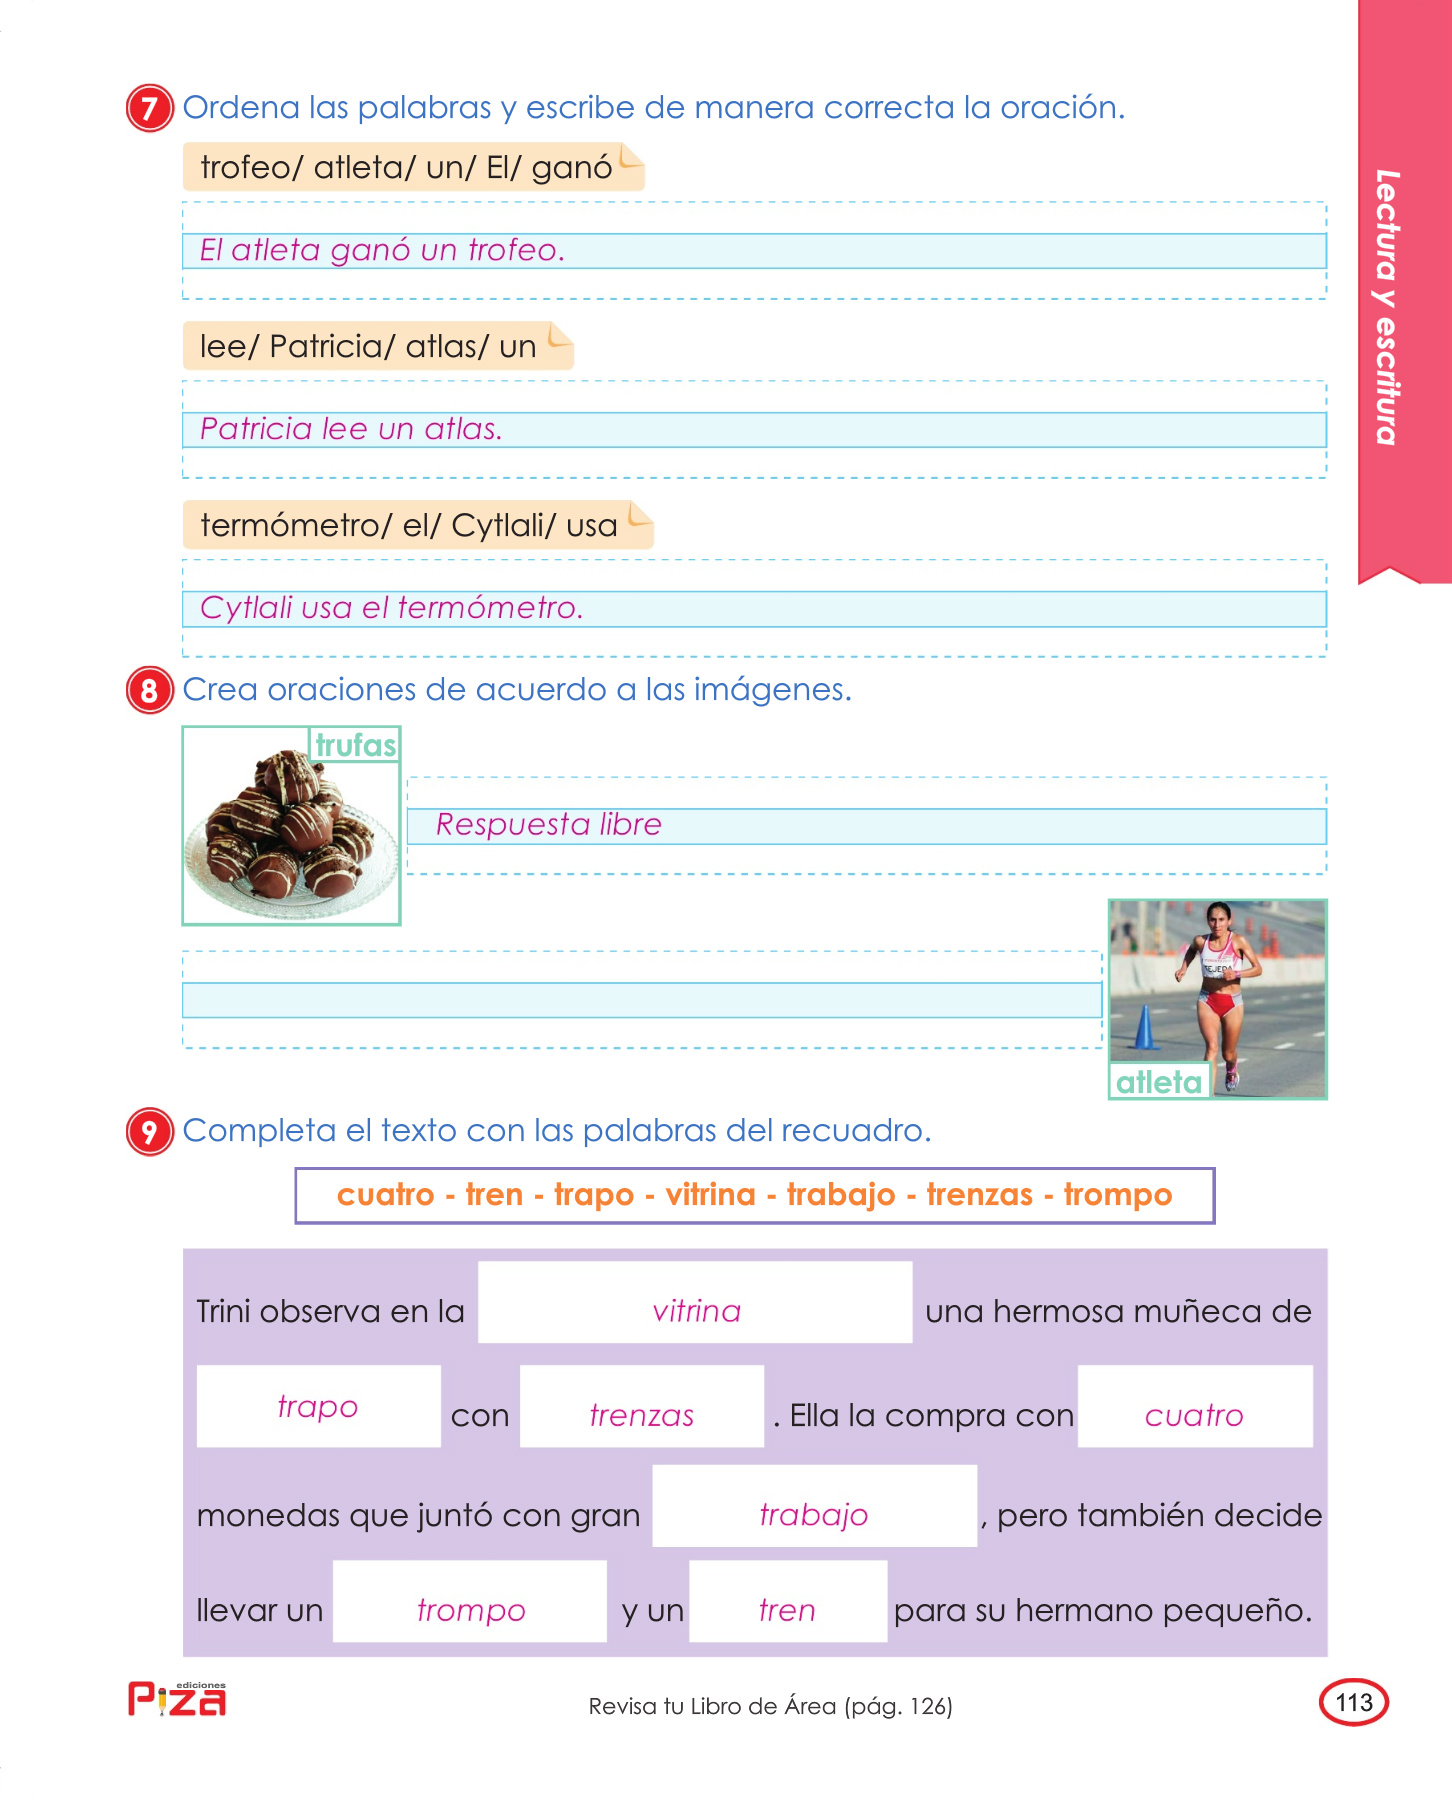 7 Ordena las palabras y escribe de manera correcta la oración.
trofeo/ atleta/ un/ El/ ganó
El atleta ganó un trofeo.
lee/ Patricia/ atlas/ un
Patricia lee un atlas.
termómetro/ el/ Cytlali/ usa
Cytlali usa el termómetro.
Lectura y escritura
8 Crea oraciones de acuerdo a las imágenes.
trufas
Respuesta libre
TEJEDA
atleta
9 Completa el texto con las palabras del recuadro.
cuatro - tren - trapo - vitrina - trabajo - trenzas - trompo
Trini observa en la vitrina una hermosa muñeca de
trapo con trenzas . Ella la compra con cuatro
monedas que juntó con gran trabajo , pero también decide
llevar un trompo y un tren para su hermano pequeño.
ediciones
Piza
Revisa tu Libro de Área (pág. 126)
113